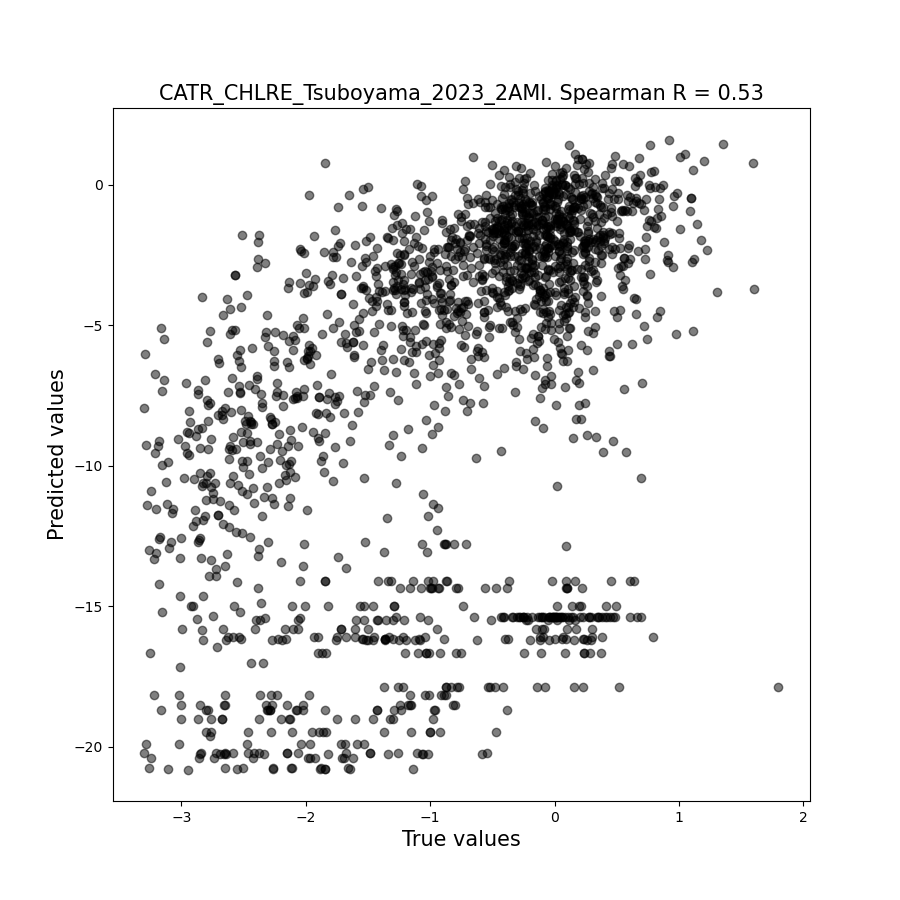 CATR_CHLRE_Tsuboyama_2023_2AMI. Spearman R = 0.53
Predicted values
0
−5
−10
−15
−20
−3 −2 −1 0 1 2
True values